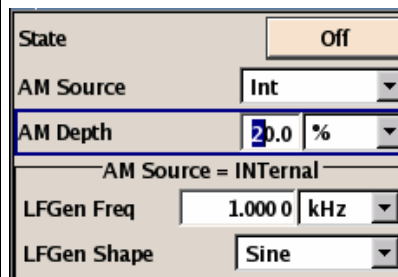 State Off
AM Source Int
AM Depth 20.0 %
AM Source = INTernal
LFGen Freq 1.000 0 kHz
LFGen Shape Sine